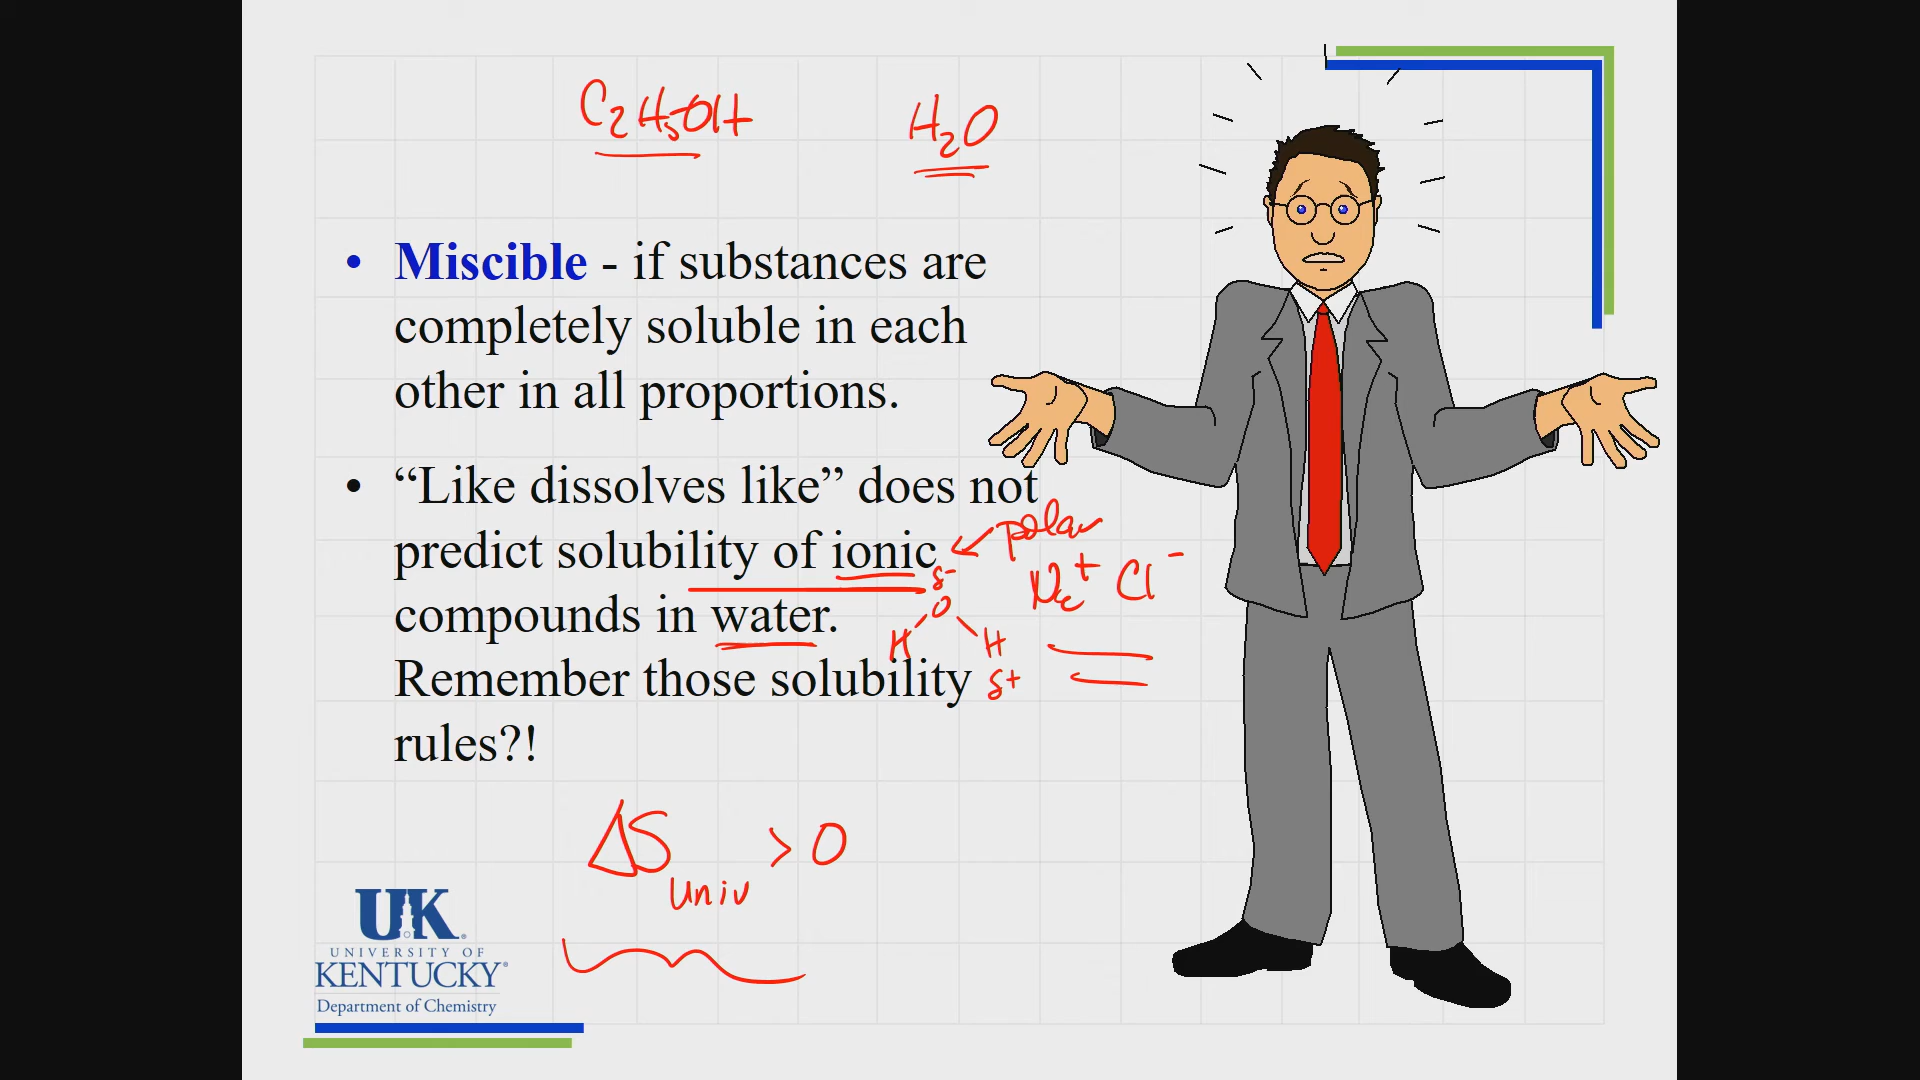 C2H5OH H2O
• Miscible - if substances are
completely soluble in each
other in all proportions.
• “Like dissolves like” does not
predict solubility of ionic
polar
δ- Na+ Cl-
O
compounds in water.
H H
Remember those solubility
δ+
rules?!
ΔS univ > 0
UK
UNIVERSITY OF
KENTUCKY®
Department of Chemistry